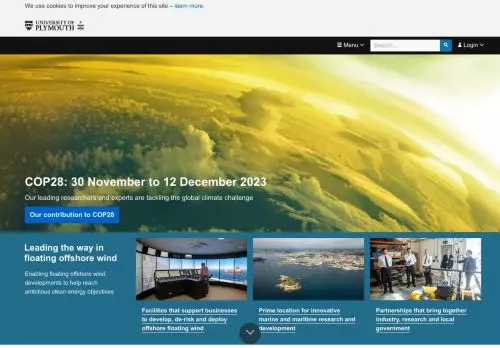 We use cookies to improve your experience of this site – learn more.
UNIVERSITY OF
PLYMOUTH
Menu
Search...
Login
COP28: 30 November to 12 December 2023
Our leading researchers and experts are tackling the global climate challenge
Our contribution to COP28
Leading the way in
floating offshore wind
Enabling floating offshore wind
developments to help reach
ambitious clean energy objectives
Facilities that support businesses
to develop, de-risk and deploy
offshore floating wind
Prime location for innovative
marine and maritime research and
development
Partnerships that bring together
industry, research and local
government